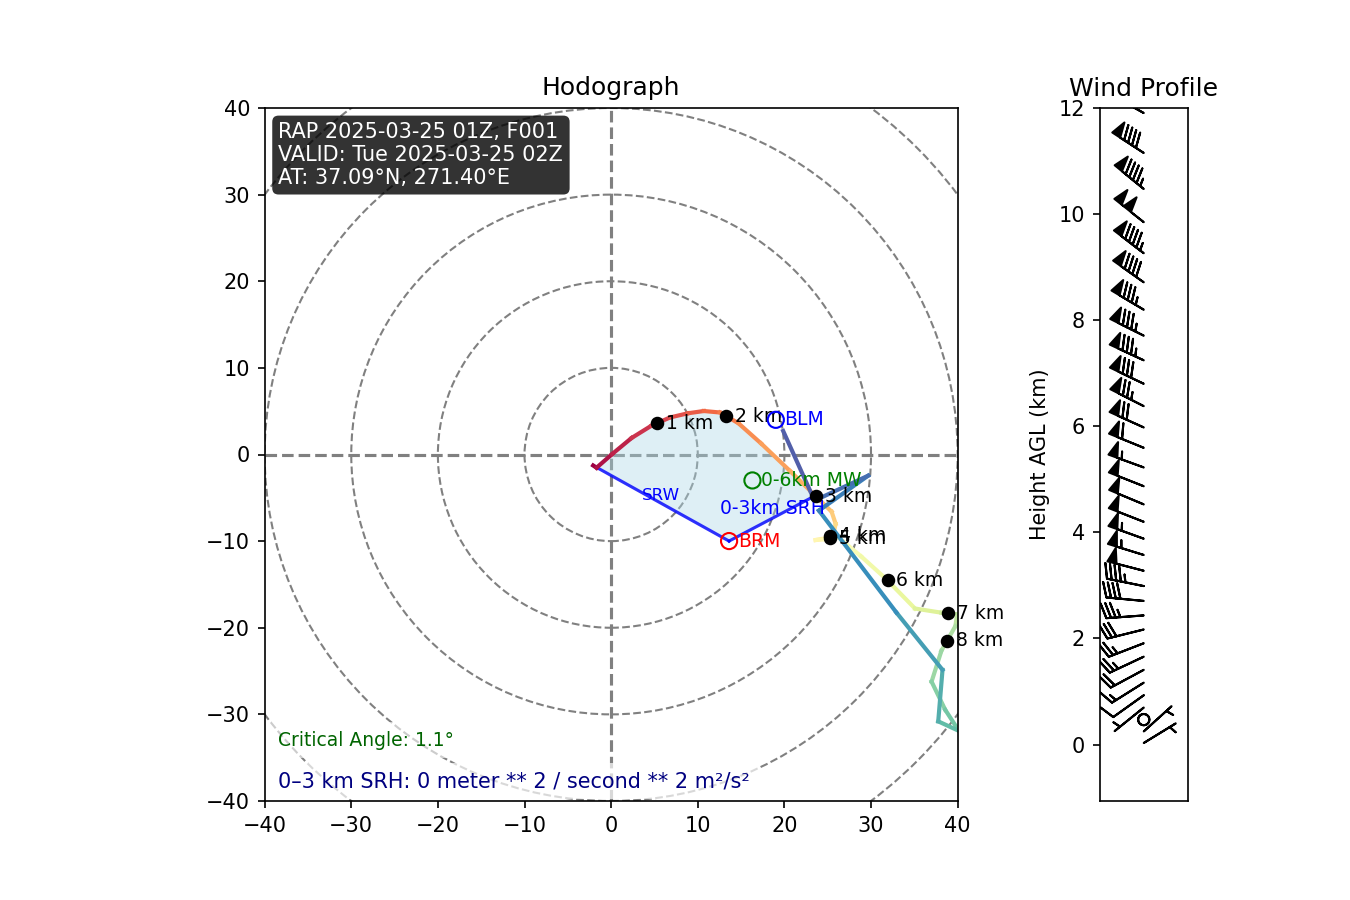 Hodograph
Wind Profile
RAP 2025-03-25 01Z, F001
VALID: Tue 2025-03-25 02Z
AT: 37.09°N, 271.40°E
40
30
20
10
0
−10
−20
−30
−40
−40
−30
−20
−10
0
10
20
30
40
1 km
2 km
BLM
0-6km MW
SRW
3 km
0-3km SRH
4 km
5 km
BRM
6 km
7 km
8 km
Critical Angle: 1.1°
0–3 km SRH: 0 meter ** 2 / second ** 2 m²/s²
Height AGL (km)
12
10
8
6
4
2
0